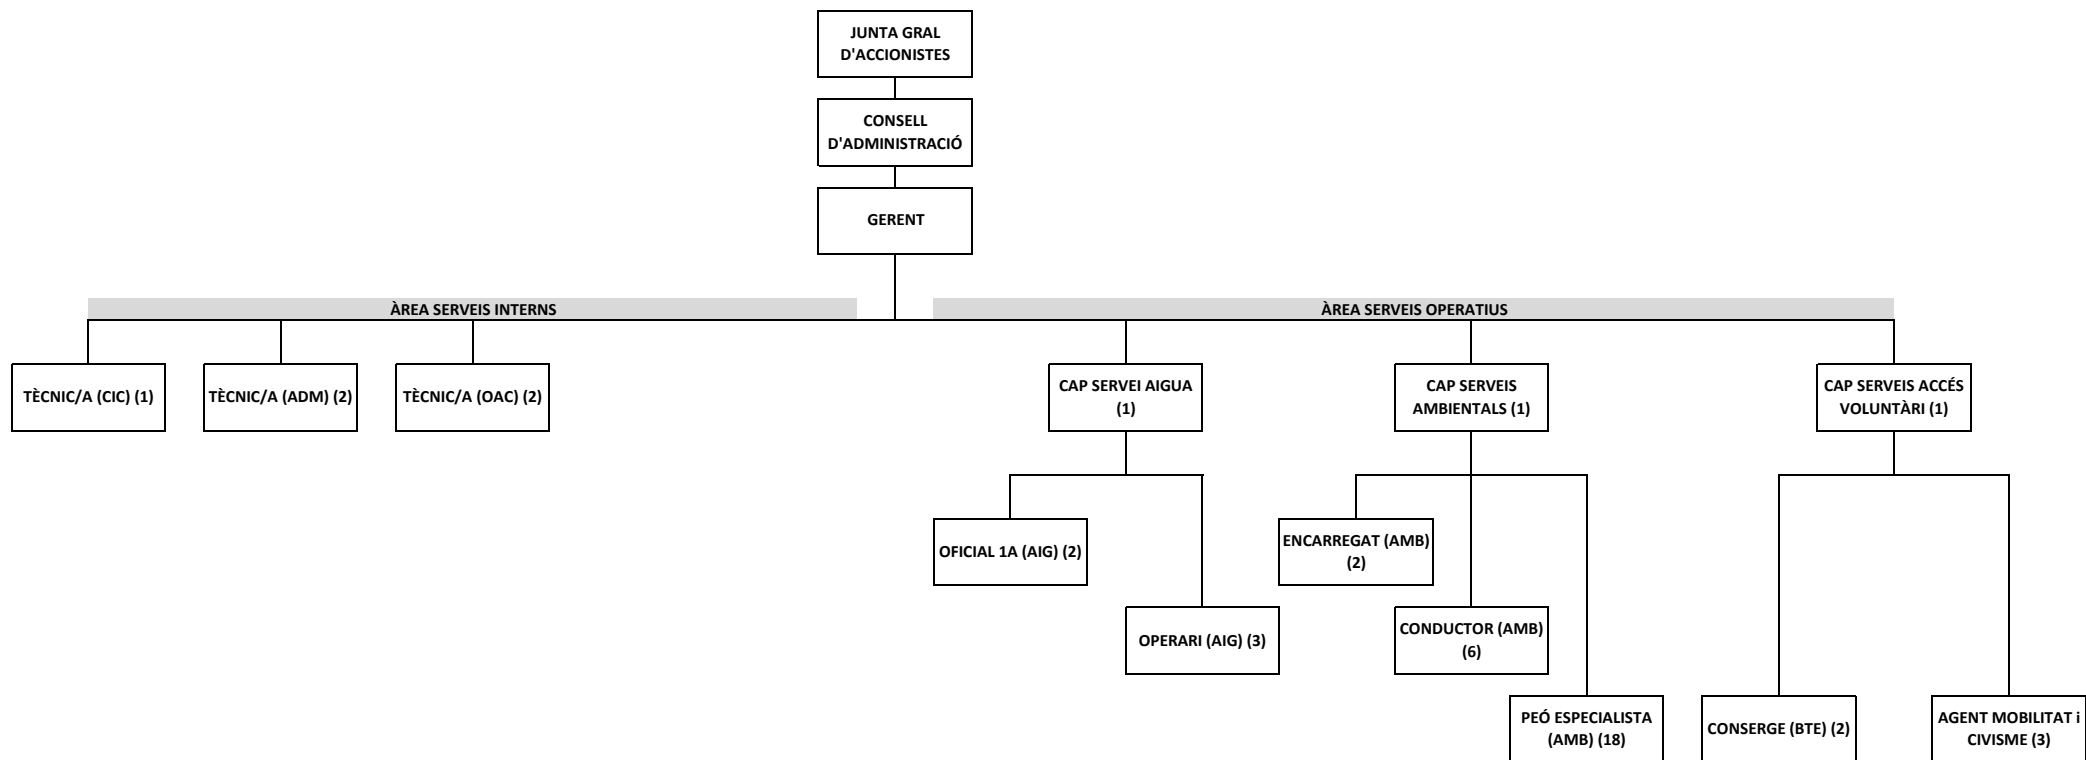 JUNTA GRAL
D'ACCIONISTES
CONSELL
D'ADMINISTRACIÓ
GERENT
ÀREA SERVEIS INTERNS
ÀREA SERVEIS OPERATIUS
TÈCNIC/A (CIC) (1)
TÈCNIC/A (ADM) (2)
TÈCNIC/A (OAC) (2)
CAP SERVEI AIGUA
(1)
CAP SERVEIS
AMBIENTALS (1)
CAP SERVEIS ACCÉS
VOLUNTÀRI (1)
OFICIAL 1A (AIG) (2)
ENCARREGAT (AMB)
(2)
OPERARI (AIG) (3)
CONDUCTOR (AMB)
(6)
PEÓ ESPECIALISTA
(AMB) (18)
CONSERGE (BTE) (2)
AGENT MOBILITAT i
CIVISME (3)